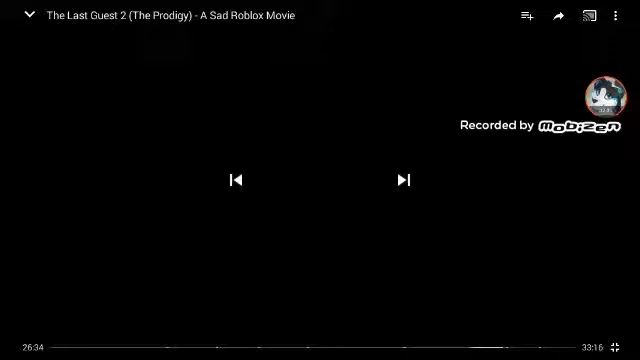 The Last Guest 2 (The Prodigy) - A Sad Roblox Movie
Recorded by mobizen
26:34
33:16